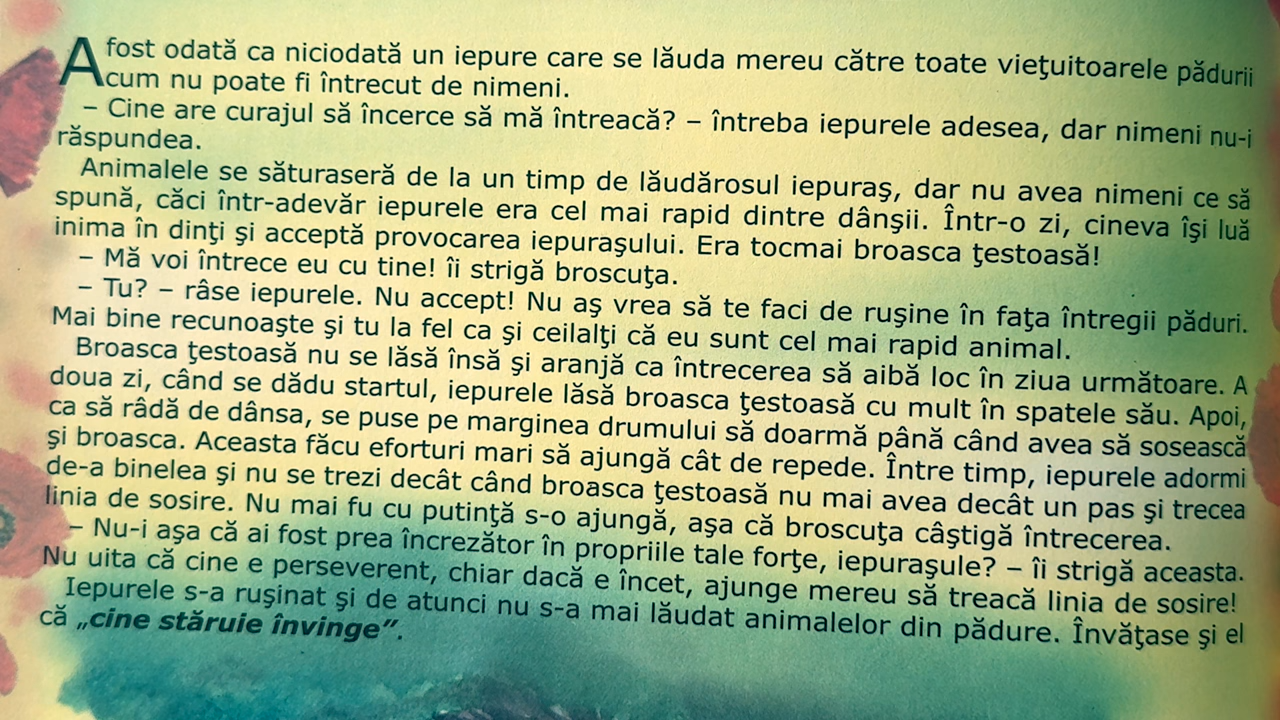 A fost odată ca niciodată un iepure care se lăuda mereu către toate vieţuitoarele pădurii
cum nu poate fi întrecut de nimeni.
– Cine are curajul să încerce să mă întreacă? – întreba iepurele adesea, dar nimeni nu-i
răspundea.
Animalele se săturaseră de la un timp de lăudărosul iepuraş, dar nu avea nimeni ce să
spună, căci într-adevăr iepurele era cel mai rapid dintre dânşii. Într-o zi, cineva îşi luă
inima în dinţi şi acceptă provocarea iepuraşului. Era tocmai broasca ţestoasă!
– Mă voi întrece eu cu tine! îi strigă broscuţa.
– Tu? – râse iepurele. Nu accept! Nu aş vrea să te faci de ruşine în faţa întregii păduri.
Mai bine recunoaşte şi tu la fel ca şi ceilalţi că eu sunt cel mai rapid animal.
Broasca ţestoasă nu se lăsă însă şi aranjă ca întrecerea să aibă loc în ziua următoare. A
doua zi, când se dădu startul, iepurele lăsă broasca ţestoasă cu mult în spatele său. Apoi,
ca să râdă de dânsa, se puse pe marginea drumului să doarmă până când avea să sosească
şi broasca. Aceasta făcu eforturi mari să ajungă cât de repede. Între timp, iepurele adormi
de-a binelea şi nu se trezi decât când broasca ţestoasă nu mai avea decât un pas şi trecea
linia de sosire. Nu mai fu cu putinţă s-o ajungă, aşa că broscuţa câştigă întrecerea.
– Nu-i aşa că ai fost prea încrezător în propriile tale forţe, iepuraşule? – îi strigă aceasta.
Nu uita că cine e perseverent, chiar dacă e încet, ajunge mereu să treacă linia de sosire!
Iepurele s-a ruşinat şi de atunci nu s-a mai lăudat animalelor din pădure. Învăţase şi el
că „cine stăruie învinge”.